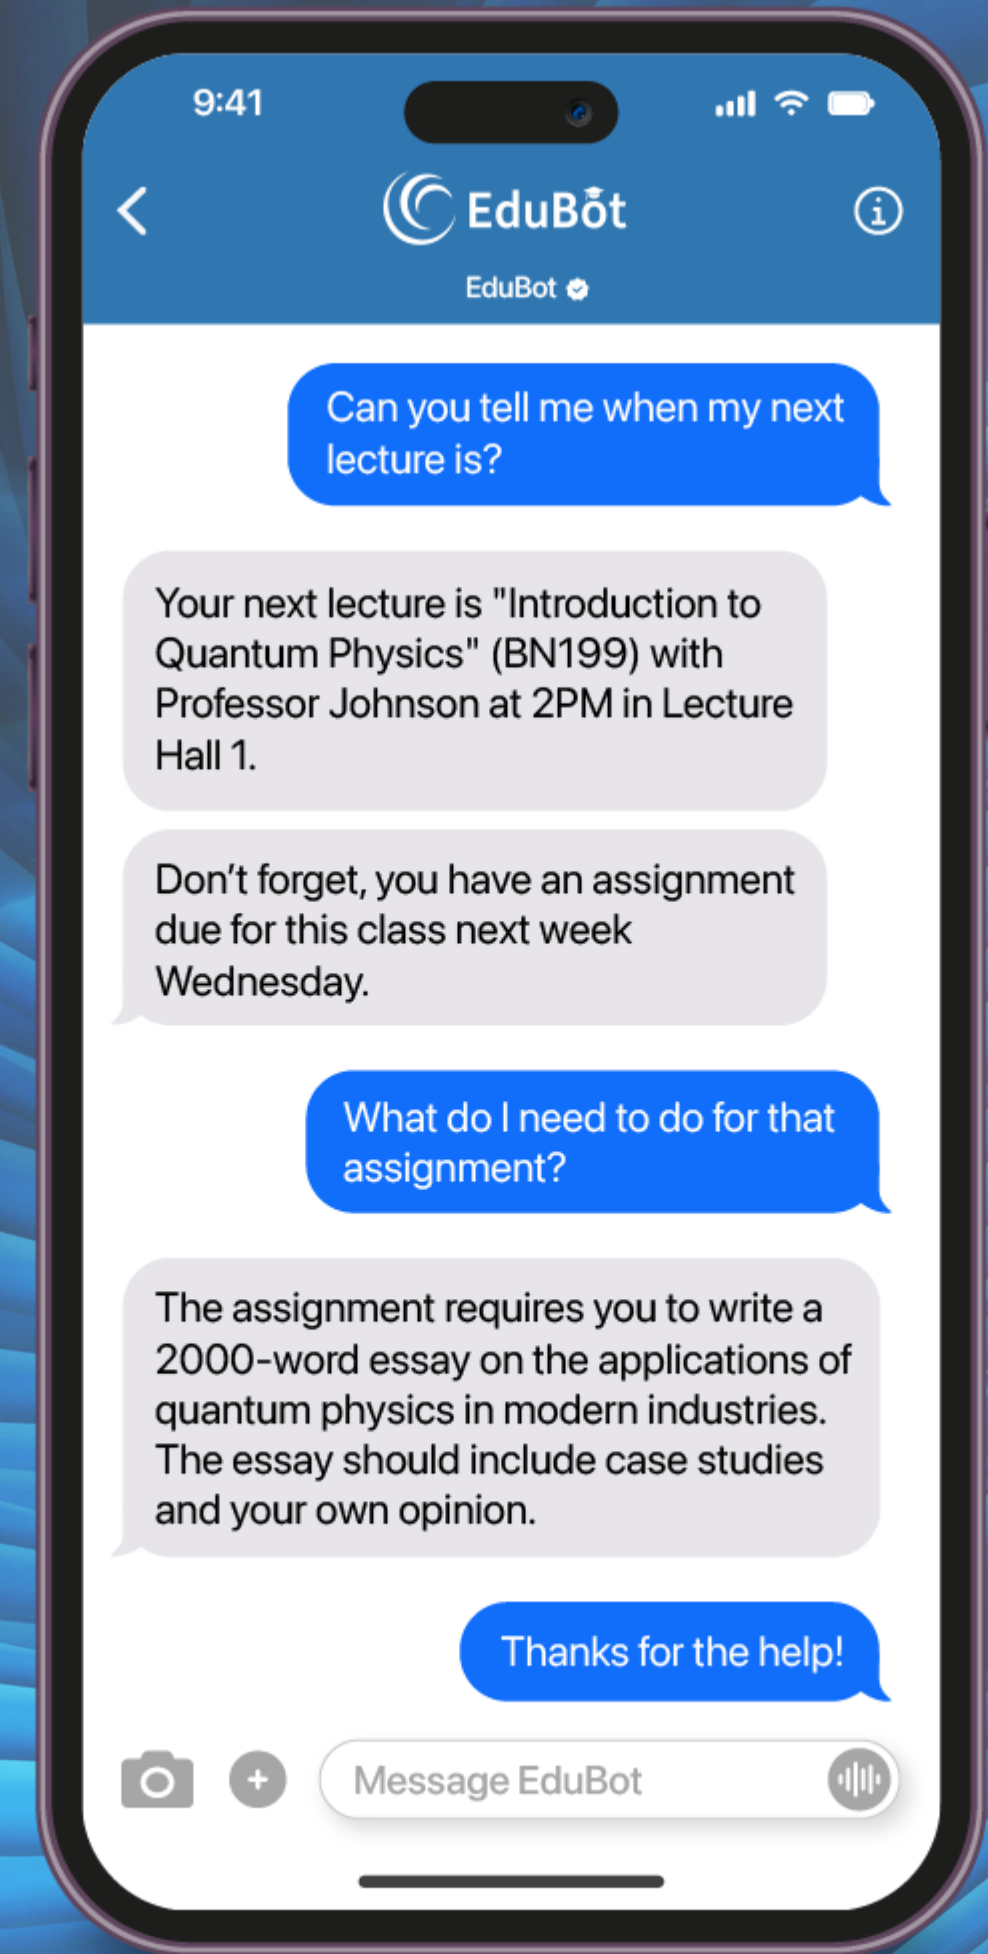 9:41
EduBot
EduBot
Can you tell me when my next
lecture is?
Your next lecture is "Introduction to
Quantum Physics" (BN199) with
Professor Johnson at 2PM in Lecture
Hall 1.
Don’t forget, you have an assignment
due for this class next week
Wednesday.
What do I need to do for that
assignment?
The assignment requires you to write a
2000-word essay on the applications of
quantum physics in modern industries.
The essay should include case studies
and your own opinion.
Thanks for the help!
Message EduBot